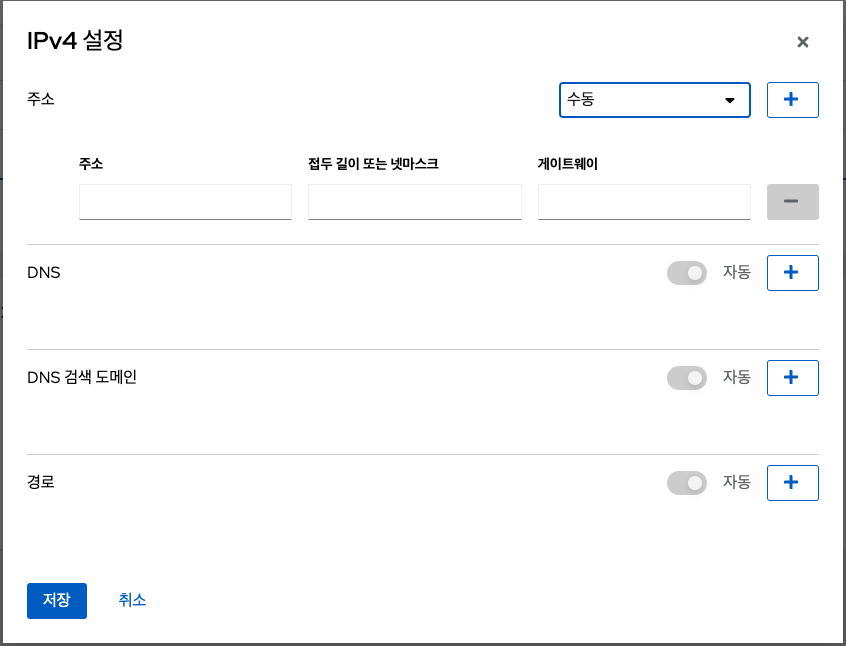 IPv4 설정
주소 수동
주소 접두 길이 또는 넷마스크 게이트웨이
DNS 자동
DNS 검색 도메인 자동
경로 자동
저장 취소